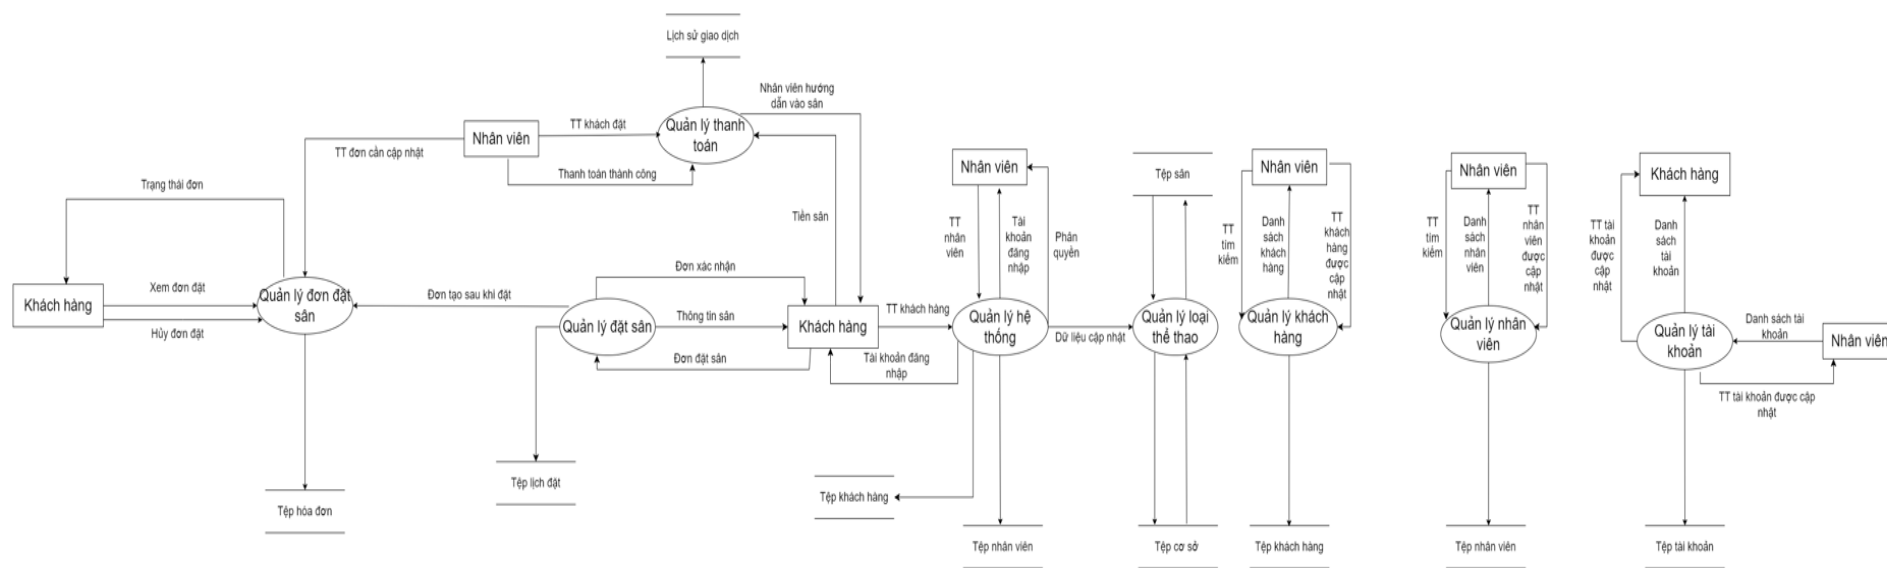 Lịch sử giao dịch
Nhân viên hướng
dẫn vào sân
Nhân viên
TT khách đặt
Quản lý thanh
toán
TT đơn cần cập nhật
Thanh toán thành công
Trạng thái đơn
Tiền sân
Khách hàng
Xem đơn đặt
Hủy đơn đặt
Quản lý đơn đặt
sân
Đơn tạo sau khi đặt
Đơn xác nhận
Quản lý đặt sân
Thông tin sân
Đơn đặt sân
Khách hàng
TT khách hàng
Tài khoản đăng
nhập
Tệp hóa đơn
Tệp lịch đặt
Tệp khách hàng
Nhân viên
TT
nhân
viên
Tài
khoản
đăng
nhập
Phân
quyền
Quản lý hệ
thống
Dữ liệu cập nhật
Tệp nhân viên
Tệp sân
Quản lý loại
thể thao
Tệp cơ sở
Nhân viên
TT
tìm
kiếm
Danh
sách
khách
hàng
TT
khách
hàng
được
cập
nhật
Quản lý khách
hàng
Tệp khách hàng
Nhân viên
TT
tìm
kiếm
Danh
sách
nhân
viên
TT
nhân
viên
được
cập
nhật
Quản lý nhân
viên
Tệp nhân viên
Khách hàng
TT tài
khoản
được
cập
nhật
Danh
sách
tài
khoản
Quản lý tài
khoản
Danh sách tài
khoản
Nhân viên
TT tài khoản được cập
nhật
Tệp tài khoản